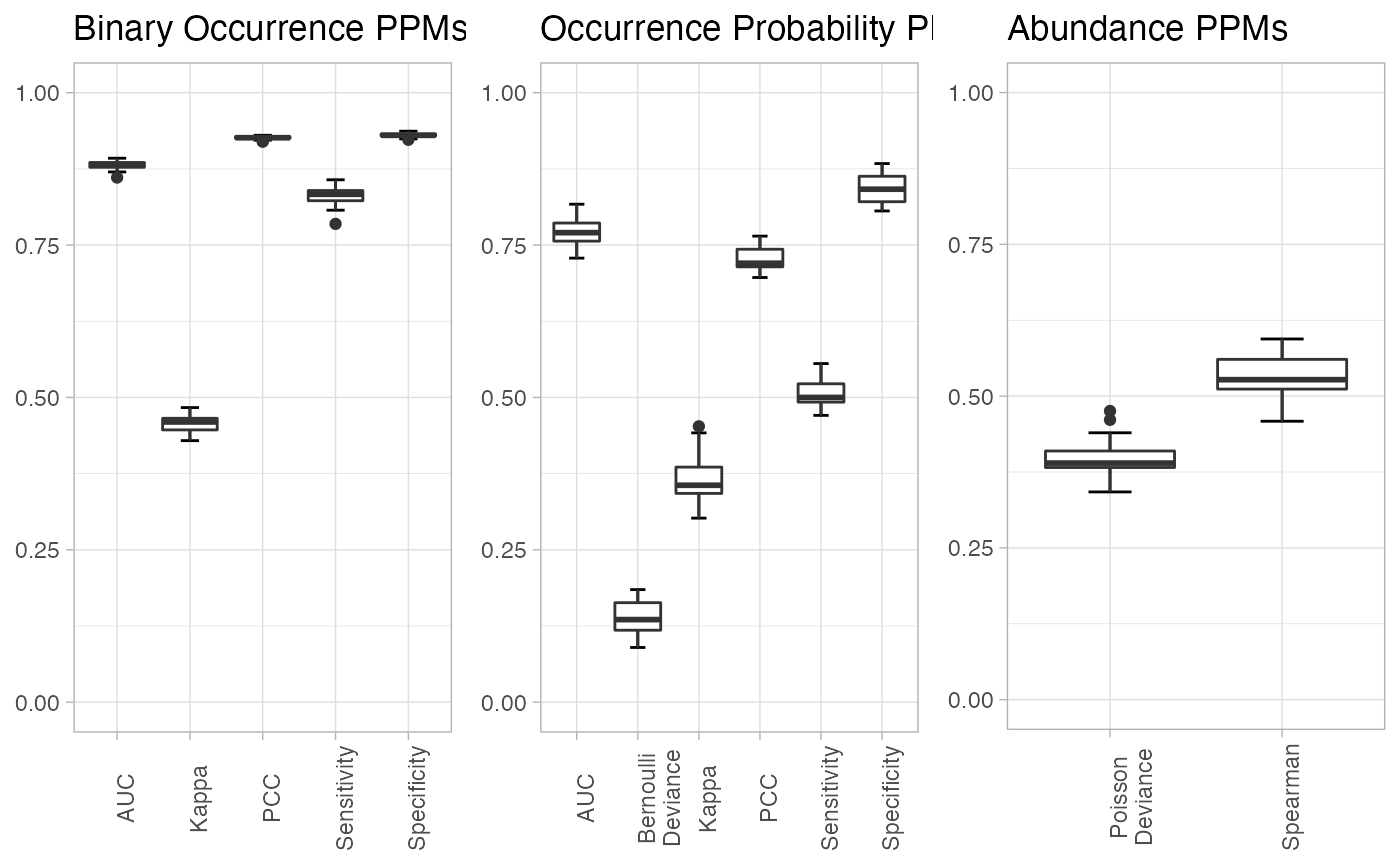 Binary Occurrence PPMs
1.00
0.75
0.50
0.25
0.00
AUC
Kappa
PCC
Sensitivity
Specificity
Occurrence Probability P
1.00
0.75
0.50
0.25
0.00
AUC
Bernoulli
Deviance
Kappa
PCC
Sensitivity
Specificity
Abundance PPMs
1.00
0.75
0.50
0.25
0.00
Poisson
Deviance
Spearman